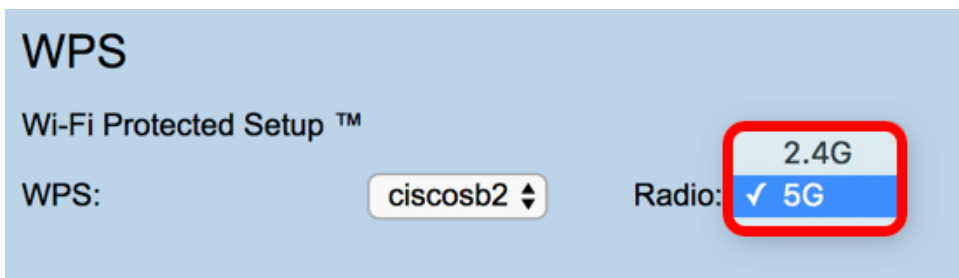 WPS
Wi-Fi Protected Setup ™
2.4G
WPS: ciscosb2 Radio: ✓ 5G